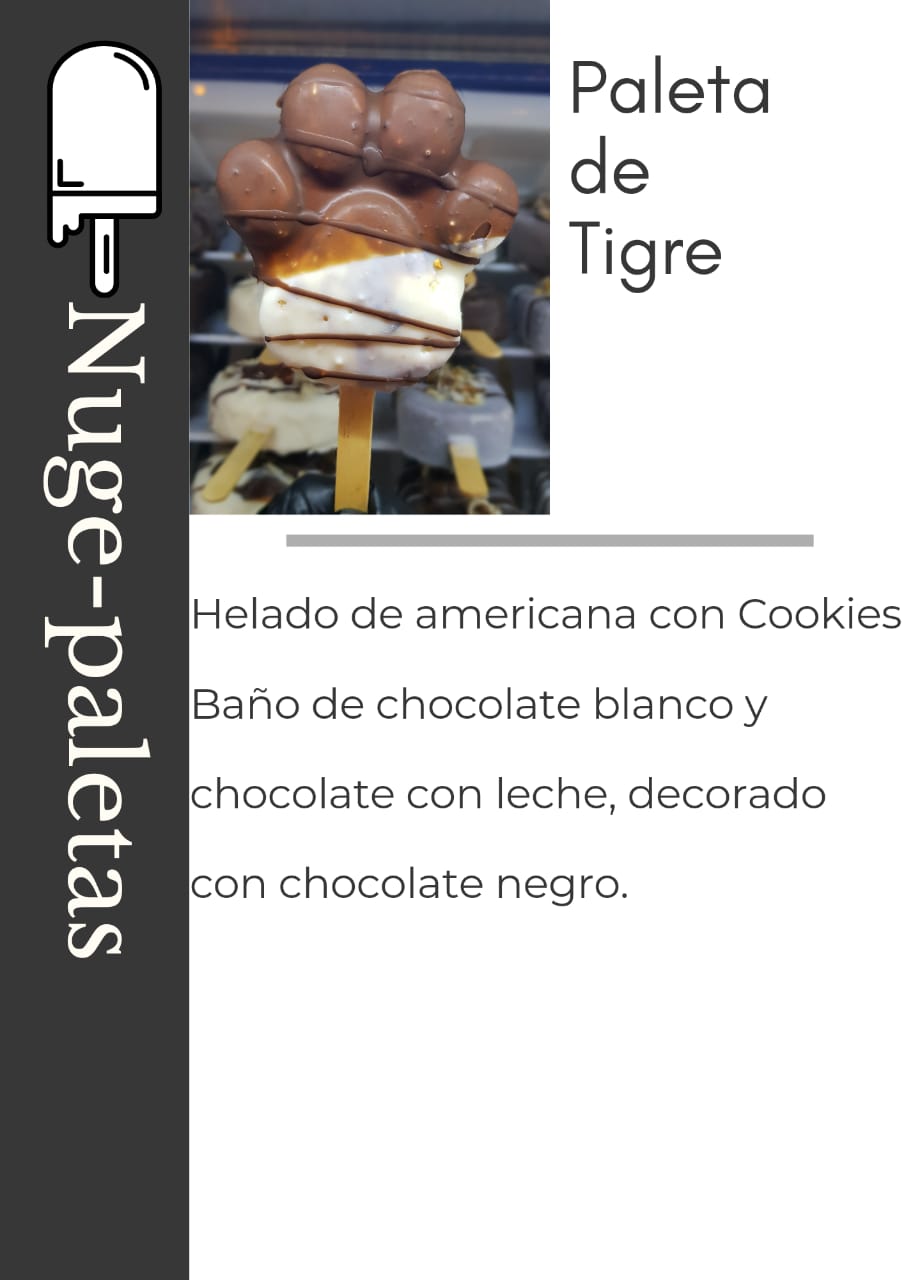 Nuge-paletas
Paleta
de
Tigre
Helado de americana con Cookies
Baño de chocolate blanco y
chocolate con leche, decorado
con chocolate negro.